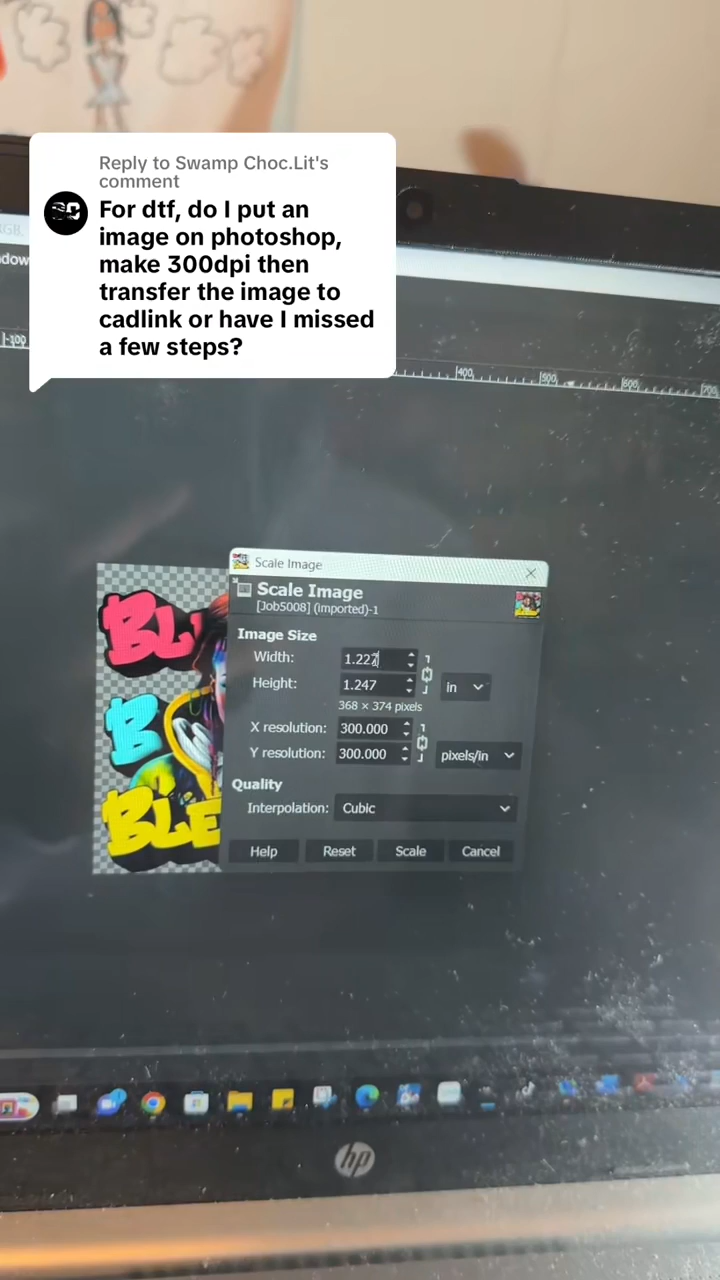 Reply to Swamp Choc.Lit's
comment
For dtf, do I put an
image on photoshop,
make 300dpi then
transfer the image to
cadlink or have I missed
a few steps?
400
500
600
700
Scale Image
Scale Image
[Job5008] (imported)-1
Image Size
Width:
Height:
1.247
in
368 × 374 pixels
X resolution: 300.000
Y resolution: 300.000
pixels/in
Quality
Interpolation: Cubic
Help Reset Scale Cancel
B
BLE
hp